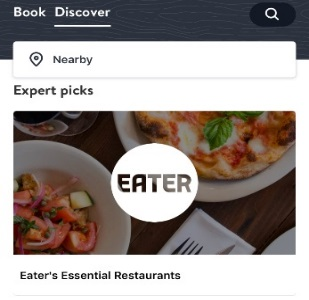 Book Discover
Nearby
Expert picks
EATER
Eater's Essential Restaurants